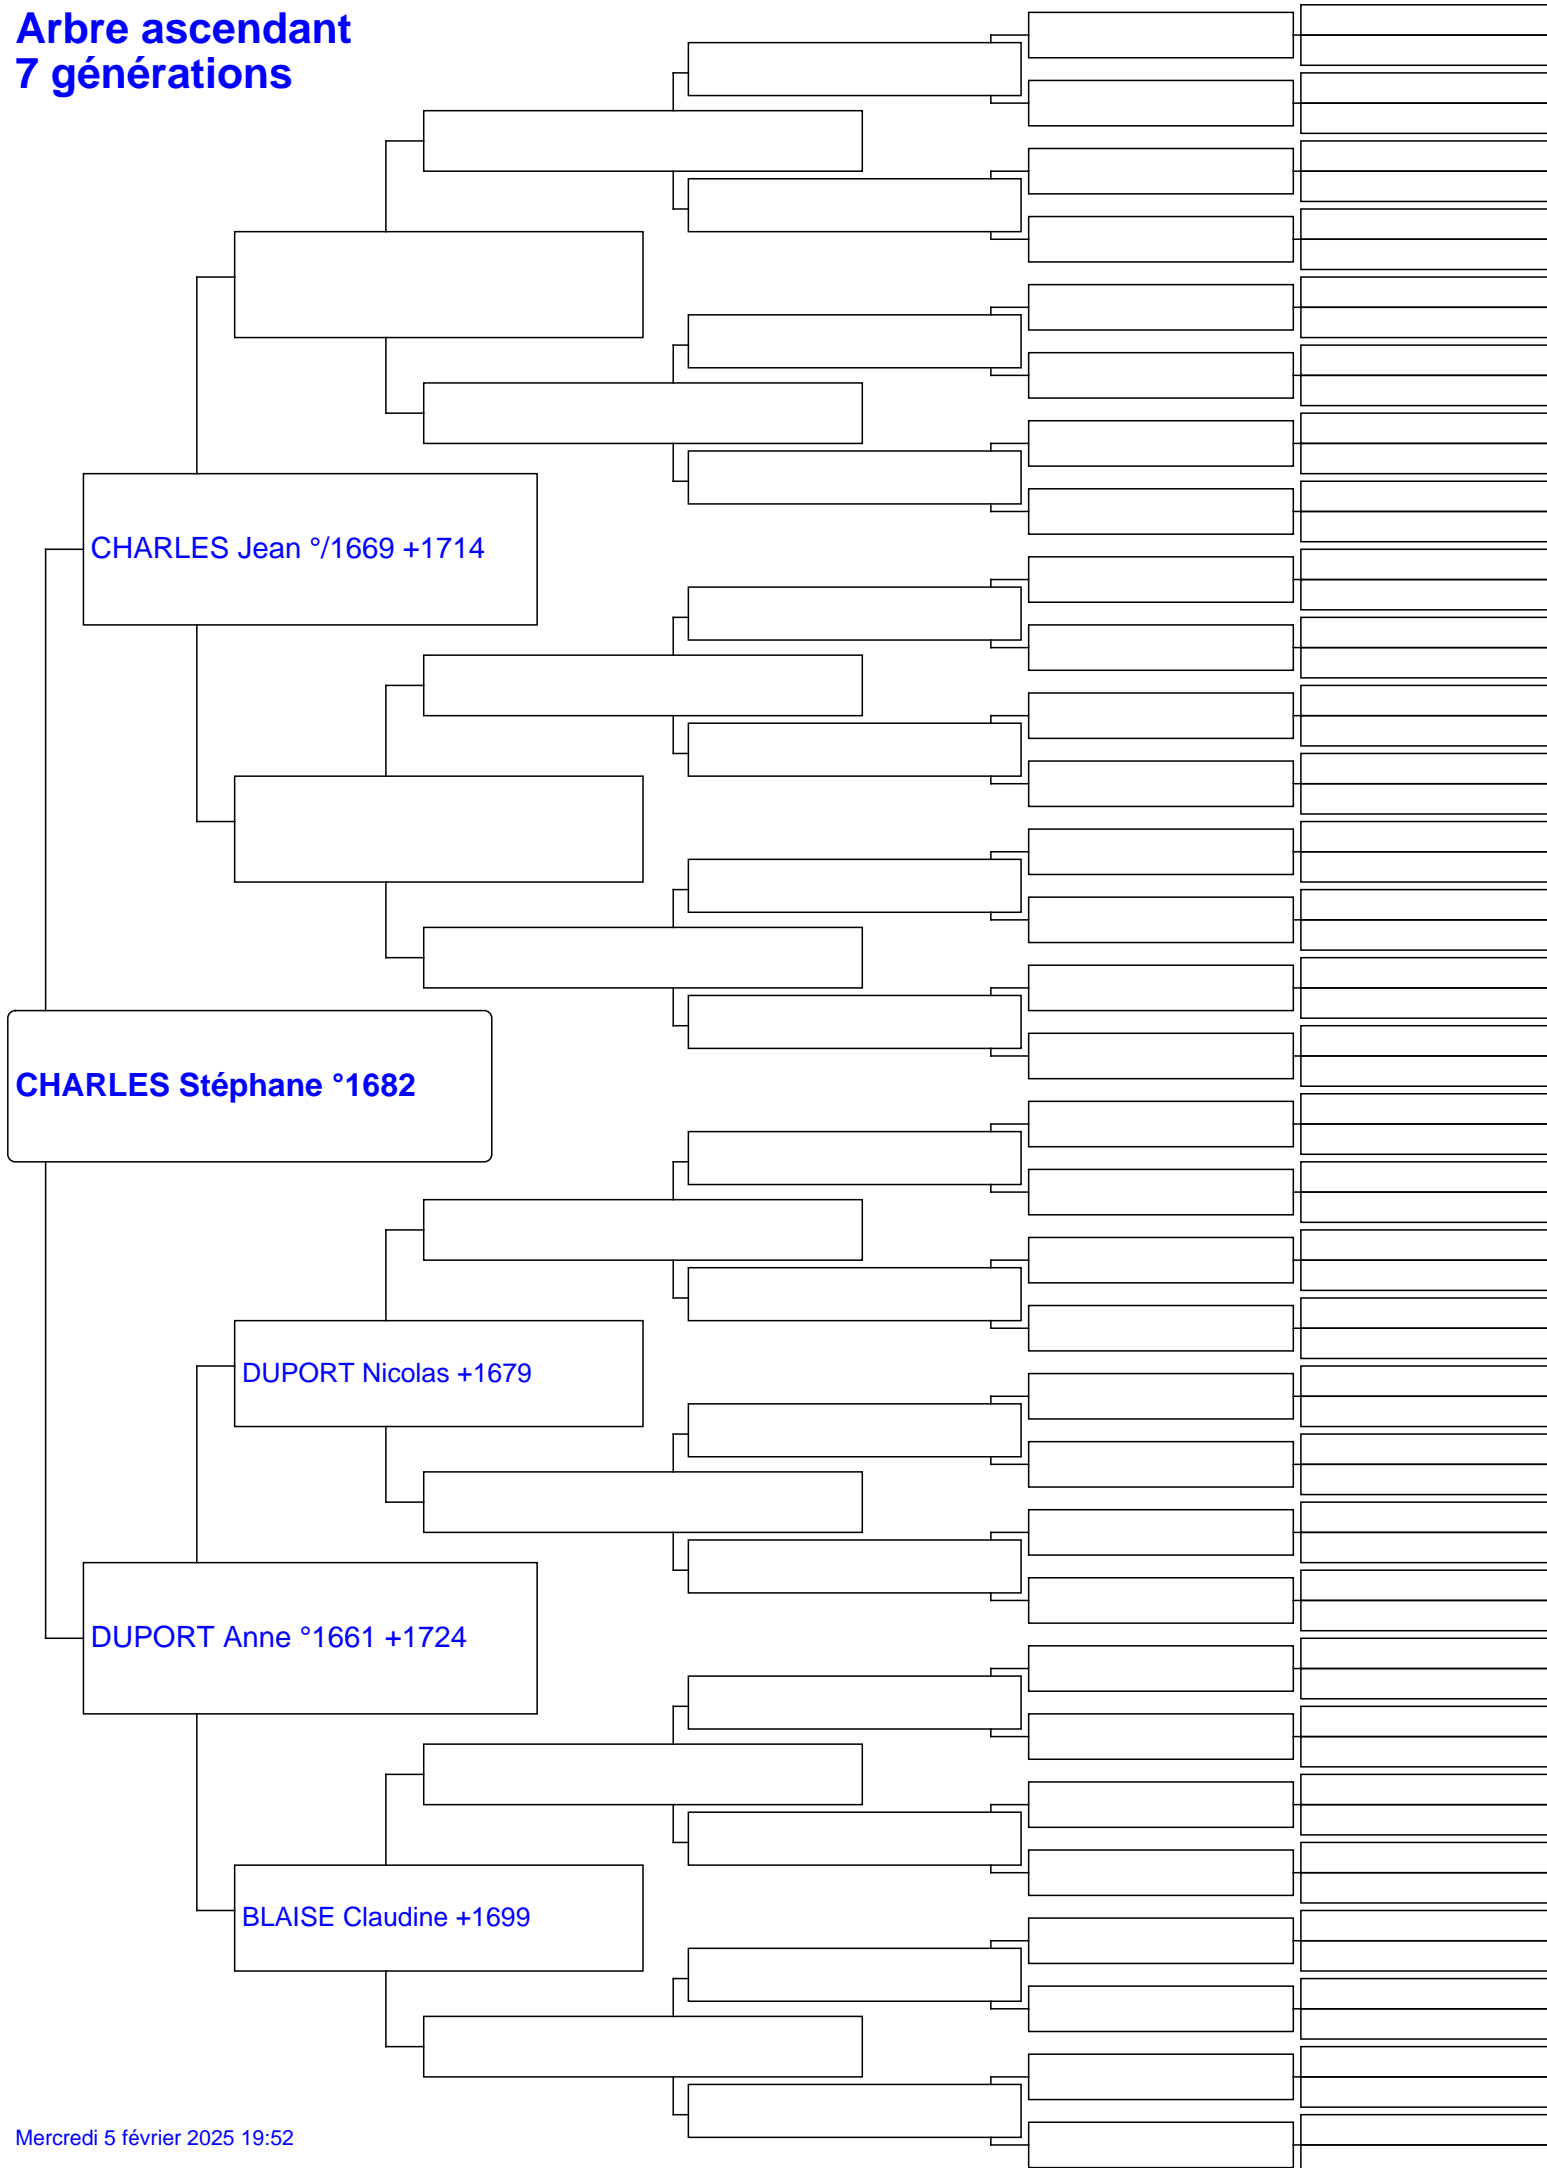 Arbre ascendant
7 générations
CHARLES Jean °/1669 +1714
CHARLES Stéphane °1682
DUPORT Nicolas +1679
DUPORT Anne °1661 +1724
BLAISE Claudine +1699
Mercredi 5 février 2025 19:52